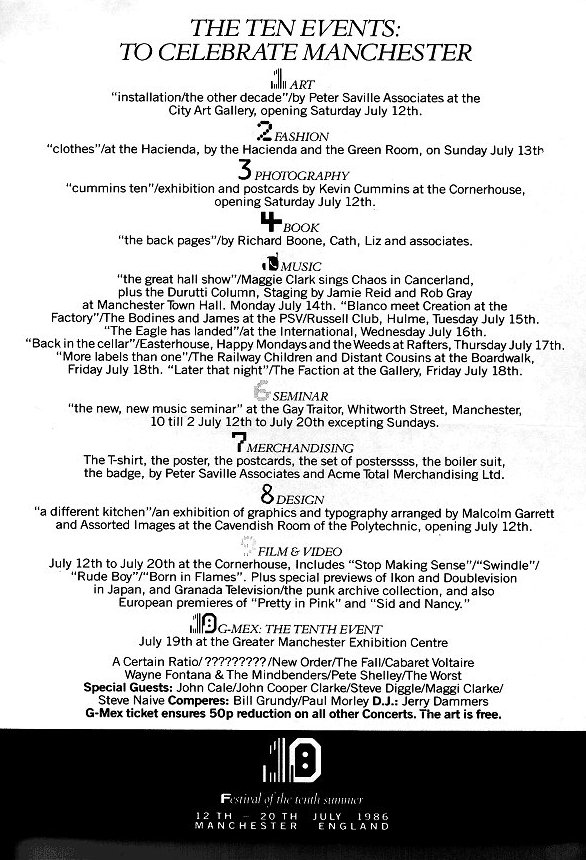 THE TEN EVENTS:
TO CELEBRATE MANCHESTER
1 ART
“installation/the other decade”/by Peter Saville Associates at the
City Art Gallery, opening Saturday July 12th.
2 FASHION
“clothes”/at the Hacienda, by the Hacienda and the Green Room, on Sunday July 13th
3 PHOTOGRAPHY
“cummins ten”/exhibition and postcards by Kevin Cummins at the Cornerhouse,
opening Saturday July 12th.
4 BOOK
“the back pages”/by Richard Boone, Cath, Liz and associates.
MUSIC
“the great hall show”/Maggie Clark sings Chaos in Cancerland,
plus the Durutti Column, Staging by Jamie Reid and Rob Gray
at Manchester Town Hall. Monday July 14th. “Blanco meet Creation at the
Factory”/The Bodines and James at the PSV/Russell Club, Hulme, Tuesday July 15th.
“The Eagle has landed”/at the International, Wednesday July 16th.
“Back in the cellar”/Easterhouse, Happy Mondays and the Weeds at Rafters, Thursday July 17th.
“More labels than one”/The Railway Children and Distant Cousins at the Boardwalk,
Friday July 18th. “Later that night”/The Faction at the Gallery, Friday July 18th.
6 SEMINAR
“the new, new music seminar” at the Gay Traitor, Whitworth Street, Manchester,
10 till 2 July 12th to July 20th excepting Sundays.
7 MERCHANDISING
The T-shirt, the poster, the postcards, the set of posterssss, the boiler suit,
the badge, by Peter Saville Associates and Acme Total Merchandising Ltd.
8 DESIGN
“a different kitchen”/an exhibition of graphics and typography arranged by Malcolm Garrett
and Assorted Images at the Cavendish Room of the Polytechnic, opening July 12th.
9 FILM & VIDEO
July 12th to July 20th at the Cornerhouse, Includes “Stop Making Sense”/“Swindle”/
“Rude Boy”/“Born in Flames”. Plus special previews of Ikon and Doublevision
in Japan, and Granada Television/the punk archive collection, and also
European premieres of “Pretty in Pink” and “Sid and Nancy.”
10 G-MEX: THE TENTH EVENT
July 19th at the Greater Manchester Exhibition Centre
A Certain Ratio/?????????/New Order/The Fall/Cabaret Voltaire
Wayne Fontana & The Mindbenders/Pete Shelley/The Worst
Special Guests: John Cale/John Cooper Clarke/Steve Diggle/Maggi Clarke/
Steve Naive Comperes: Bill Grundy/Paul Morley D.J.: Jerry Dammers
G-Mex ticket ensures 50p reduction on all other Concerts. The art is free.
10
Festival of the tenth summer
12TH – 20TH JULY 1986
MANCHESTER ENGLAND